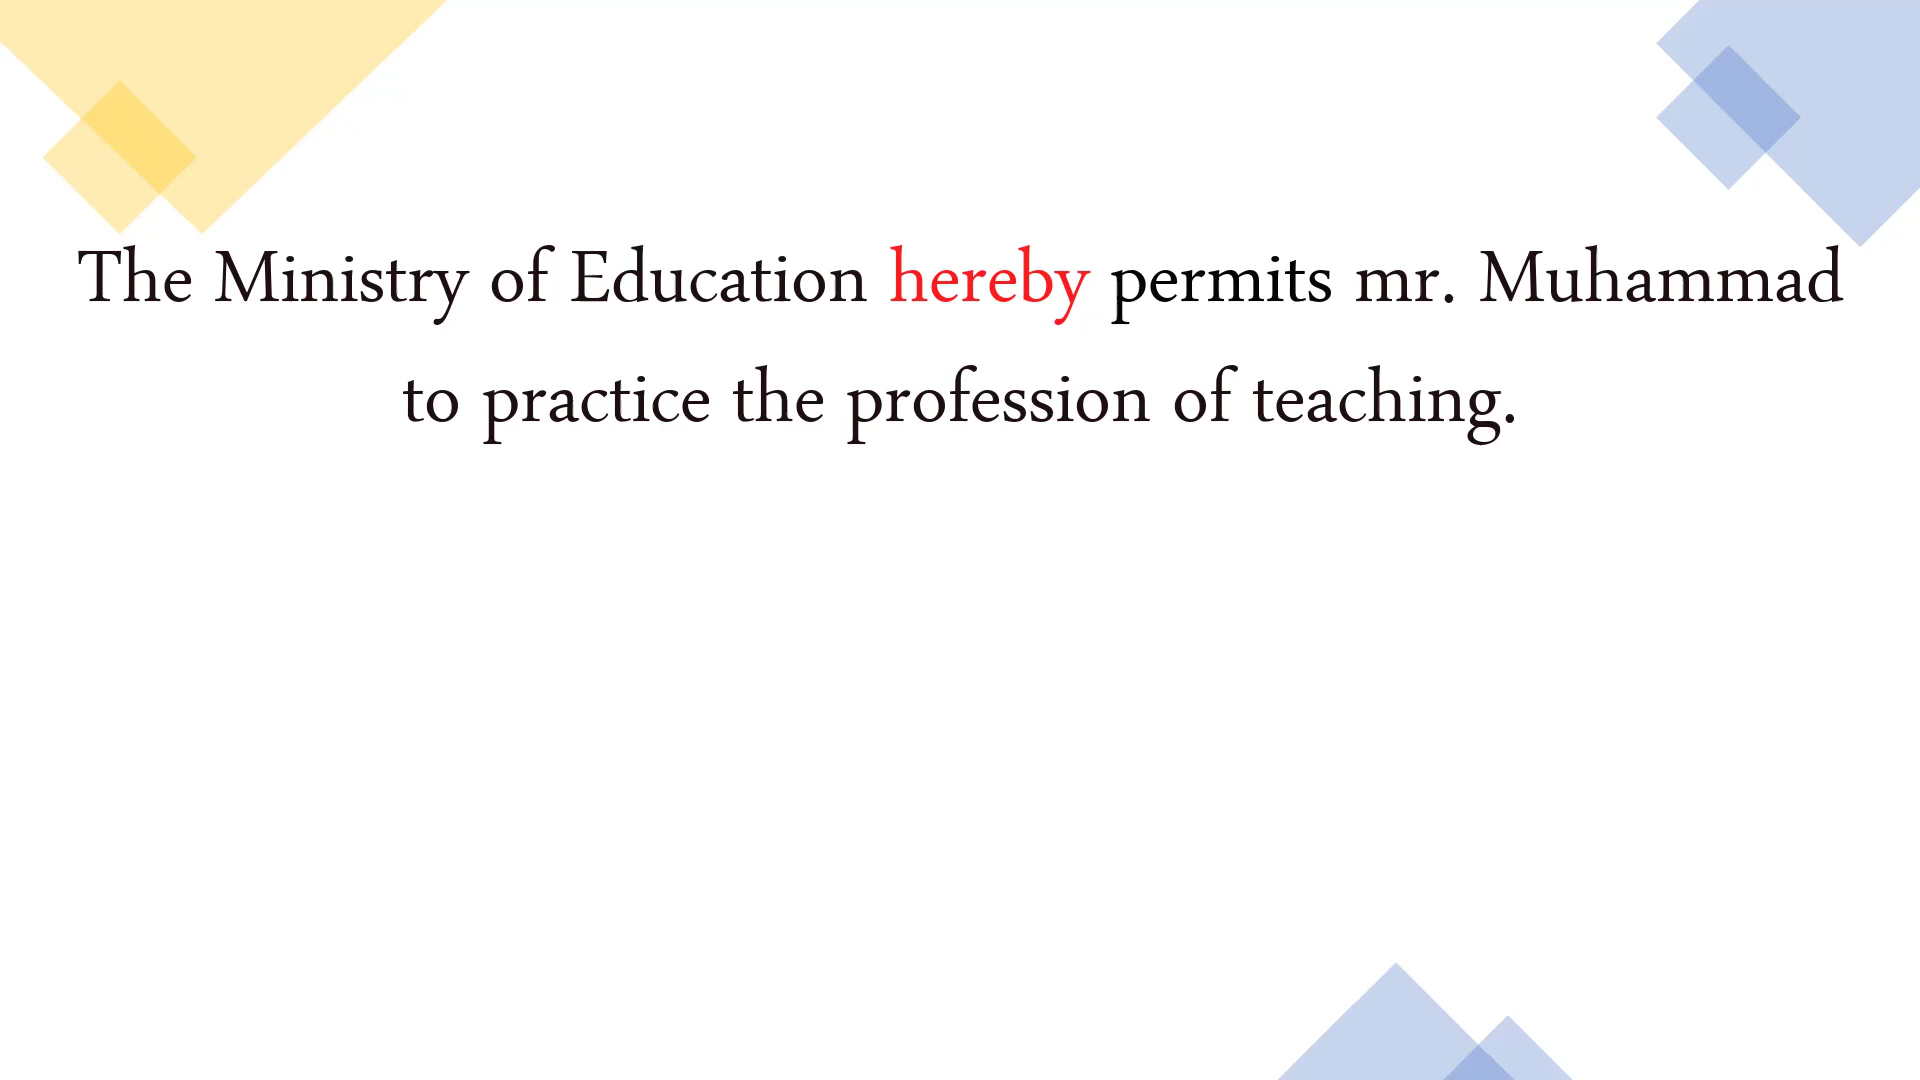 The Ministry of Education hereby permits mr. Muhammad
to practice the profession of teaching.